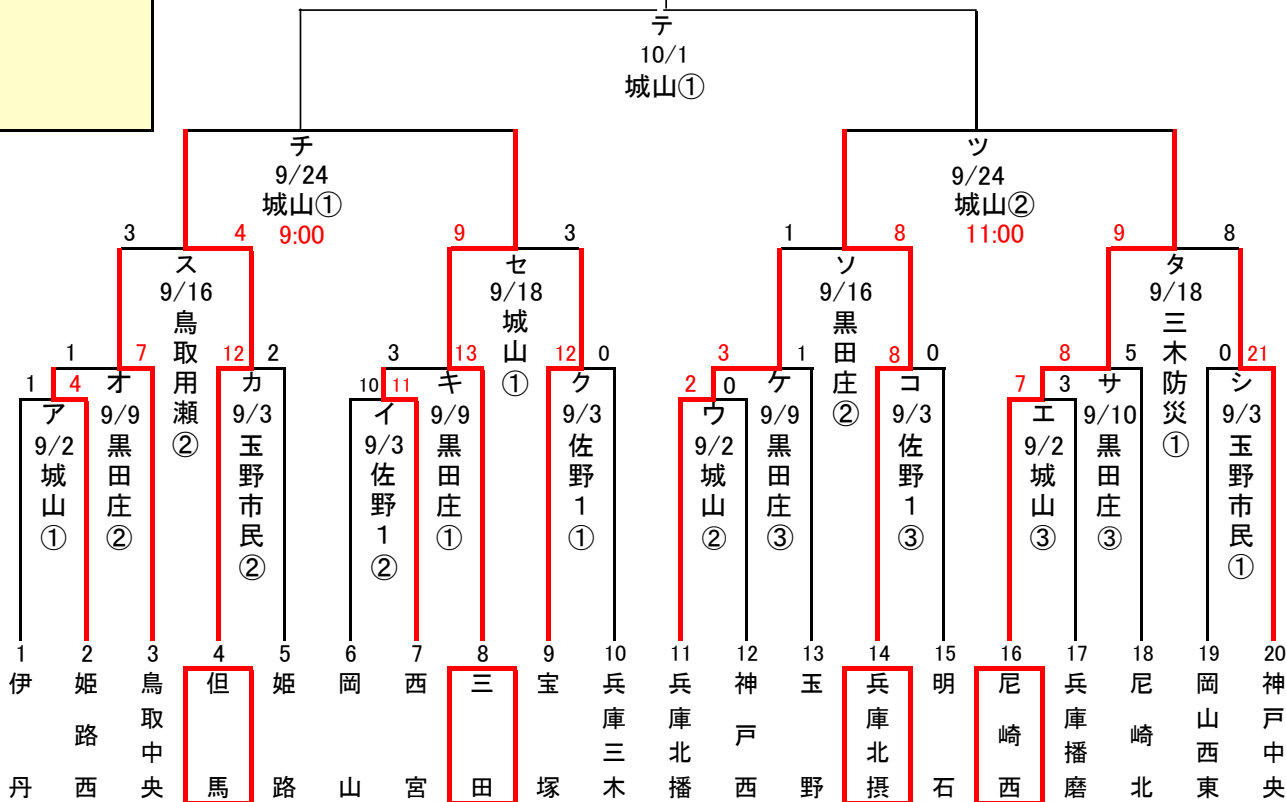 テ
10/1
城山①
チ
9/24
城山①
9:00
ツ
9/24
城山②
11:00
3 4 9 3 1 8 9 8
ス
9/16
鳥取用瀬②
セ
9/18
城山①
ソ
9/16
黒田庄②
タ
9/18
三木防災①
1 7 12 2 3 13 12 0 3 1 8 0 8 5 0 21
オ
9/9
黒田庄②
カ
9/3
玉野市民②
キ
9/9
黒田庄①
ク
9/3
佐野1①
ケ
9/9
黒田庄③
コ
9/3
佐野1③
サ
9/10
黒田庄③
シ
9/3
玉野市民①
1 4 10 11 2 0 7 3
ア
9/2
城山①
イ
9/3
佐野1②
ウ
9/2
城山②
エ
9/2
城山③
1 2 3 4 5 6 7 8 9 10 11 12 13 14 15 16 17 18 19 20
伊丹
姫路西
鳥取中央
但馬
姫路
岡山
西宮
三田
宝塚
兵庫三木
兵庫北播
神戸西
玉野
兵庫北摂
明石
尼崎西
兵庫播磨
尼崎北
岡山西東
神戸中央